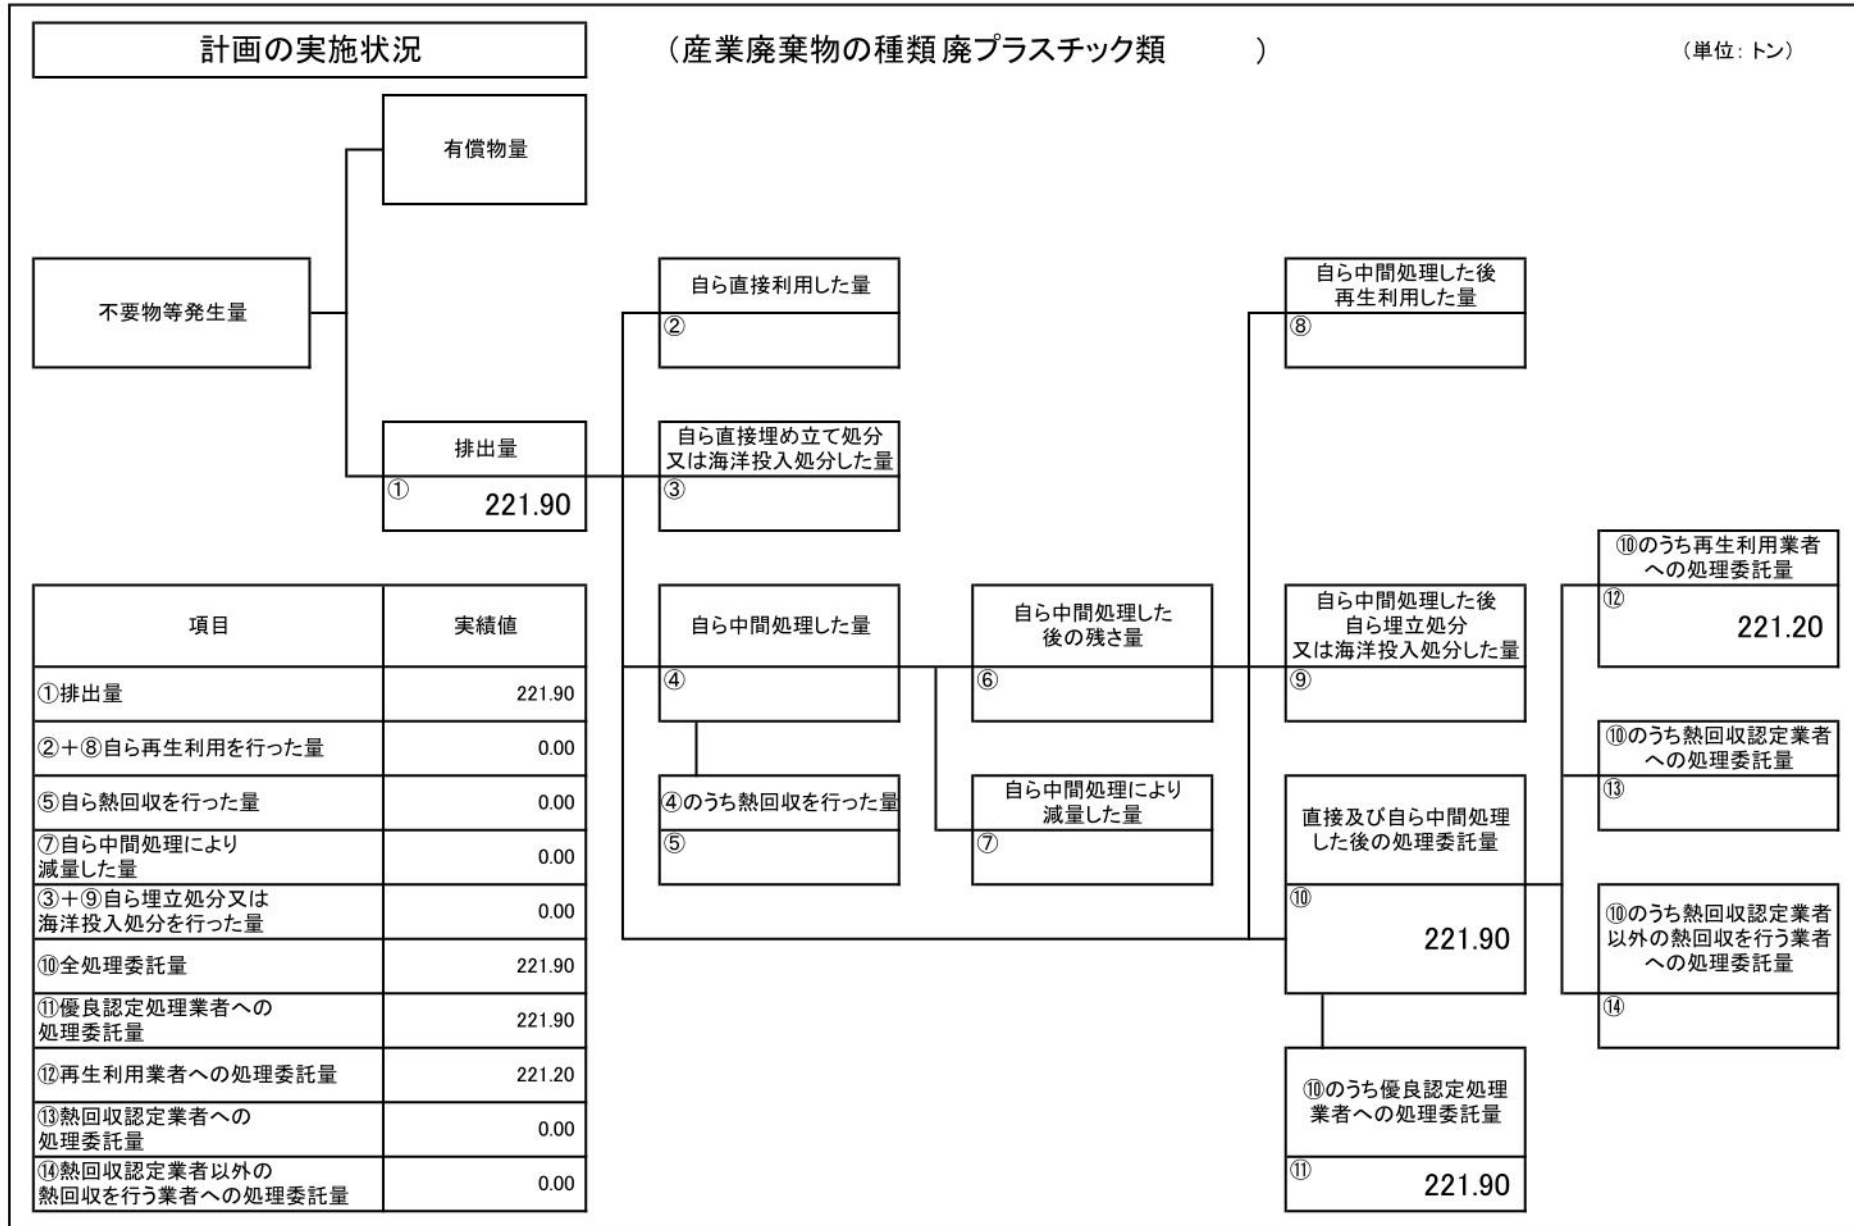 計画の実施状況
（産業廃棄物の種類 廃プラスチック類　　　）
（単位：トン）
有償物量
不要物等発生量
自ら直接利用した量
②
自ら中間処理した後
再生利用した量
⑧
排出量
① 221.90
自ら直接埋め立て処分
又は海洋投入処分した量
③
⑩のうち再生利用業者
への処理委託量
⑫
221.20
自ら中間処理した量
④
自ら中間処理した
後の残さ量
⑥
自ら中間処理した後
自ら埋立処分
又は海洋投入処分した量
⑨
⑩のうち熱回収認定業者
への処理委託量
⑬
④のうち熱回収を行った量
⑤
自ら中間処理により
減量した量
⑦
直接及び自ら中間処理
した後の処理委託量
⑩
221.90
⑩のうち熱回収認定業者
以外の熱回収を行う業者
への処理委託量
⑭
⑩のうち優良認定処理
業者への処理委託量
⑪
221.90
項目 実績値
①排出量 221.90
②＋⑧自ら再生利用を行った量 0.00
⑤自ら熱回収を行った量 0.00
⑦自ら中間処理により
減量した量 0.00
③＋⑨自ら埋立処分又は
海洋投入処分を行った量 0.00
⑩全処理委託量 221.90
⑪優良認定処理業者への
処理委託量 221.90
⑫再生利用業者への処理委託量 221.20
⑬熱回収認定業者への
処理委託量 0.00
⑭熱回収認定業者以外の
熱回収を行う業者への処理委託量 0.00